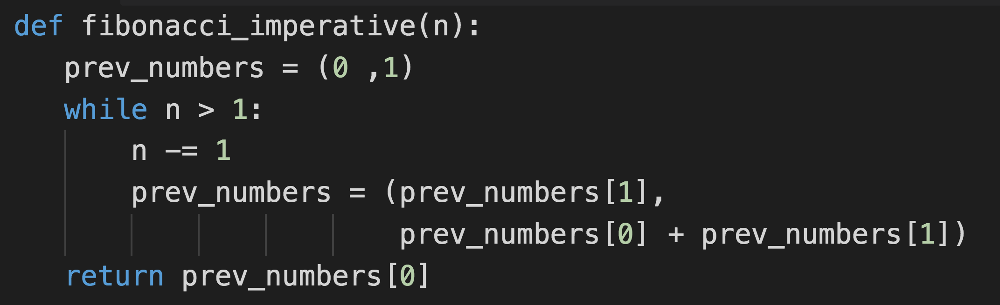 def fibonacci_imperative(n):
   prev_numbers = (0 ,1)
   while n > 1:
       n -= 1
       prev_numbers = (prev_numbers[1],
                       prev_numbers[0] + prev_numbers[1])
   return prev_numbers[0]